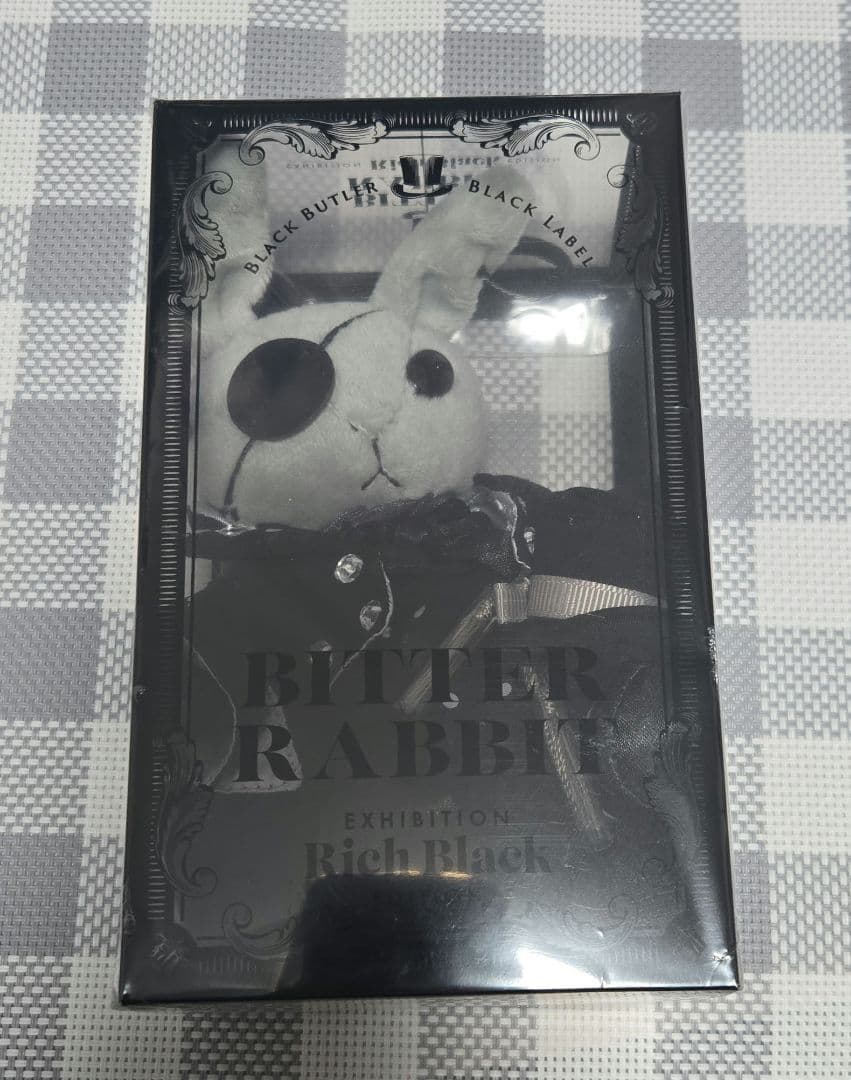 BLACK BUTLER BLACK LABEL
BITTER
RABBIT
EXHIBITION
Rich Black